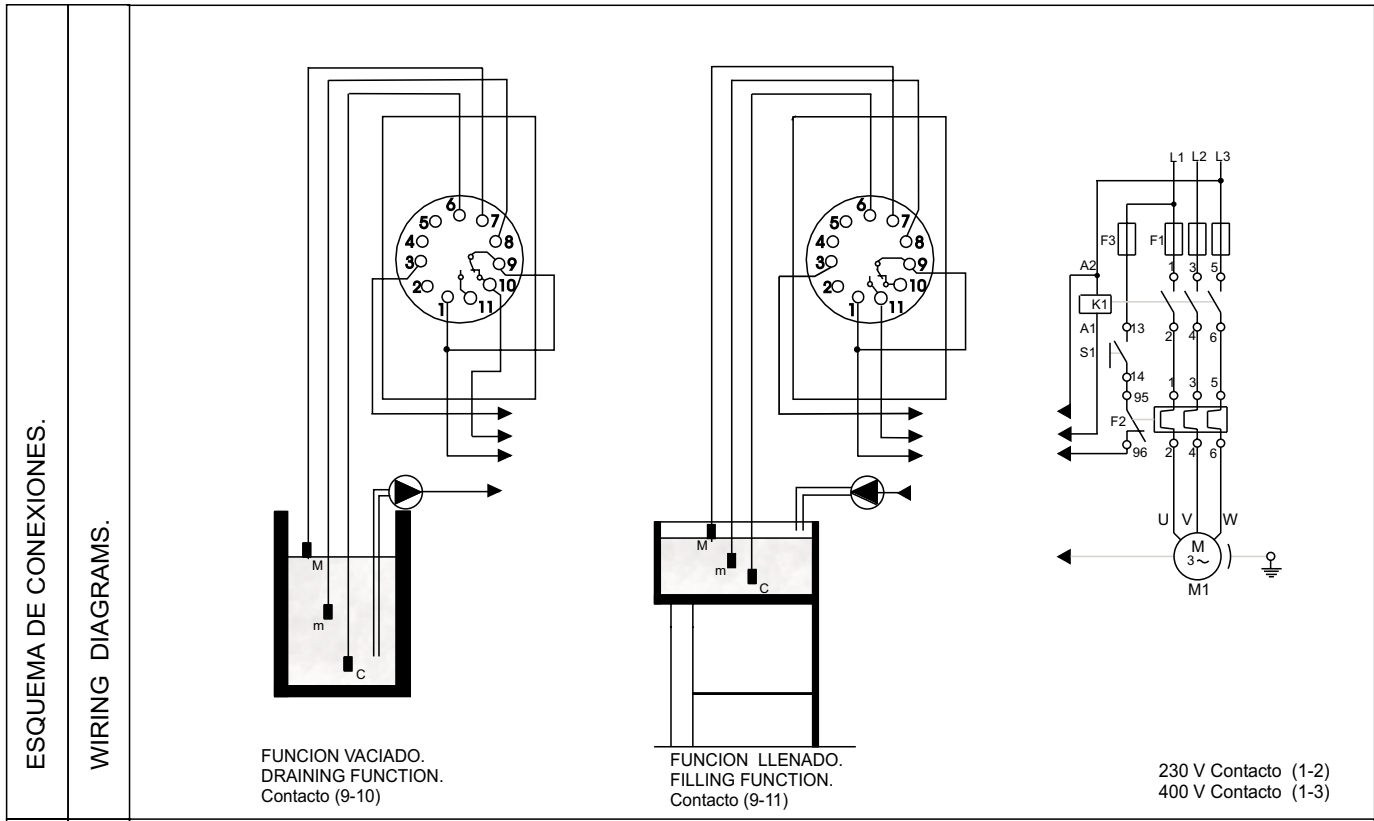 ESQUEMA DE CONEXIONES.
WIRING DIAGRAMS.
6
7
5
8
4
9
3
10
2
1
11
M
m
C
FUNCION VACIADO.
DRAINING FUNCTION.
Contacto (9-10)
6
7
5
8
4
9
3
10
2
1
11
M
m
C
FUNCION LLENADO.
FILLING FUNCTION.
Contacto (9-11)
L1 L2 L3
F3 F1
A2 1 3 5
K1
A1 13 2 4 6
S1
14 1 3 5
95
F2
96 2 4 6
U V W
M
3~
M1
230 V Contacto (1-2)
400 V Contacto (1-3)